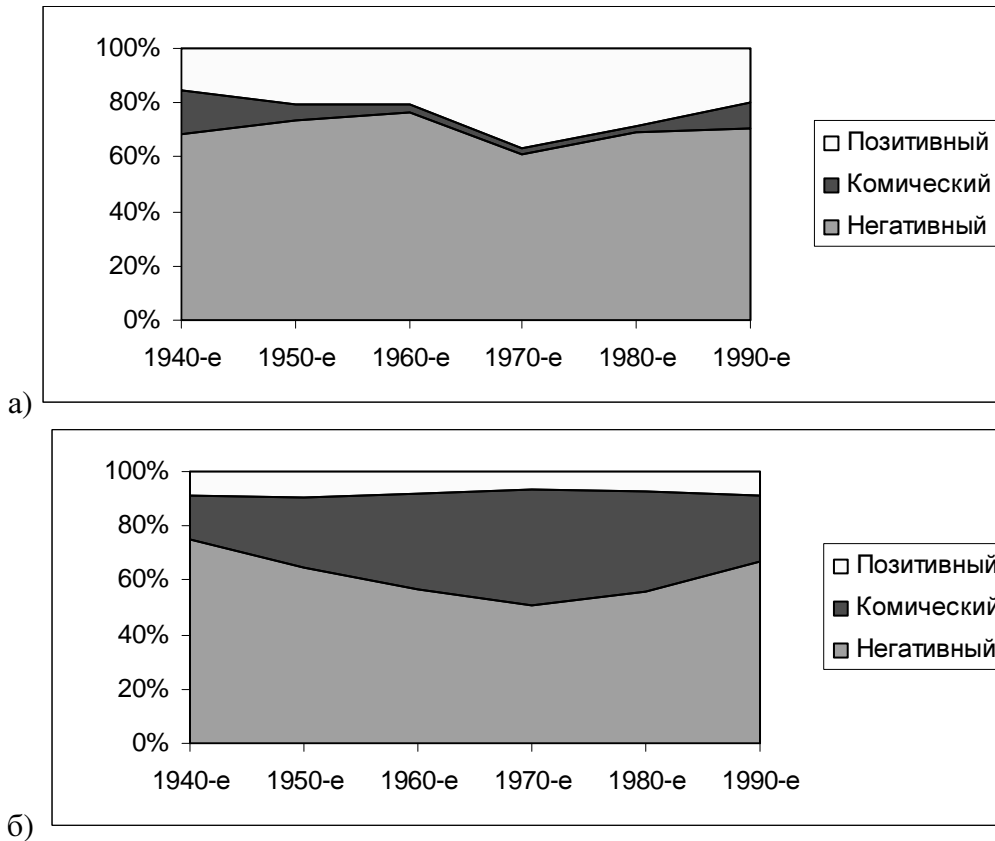 100%
80%
60%
40%
20%
0%
1940-е 1950-е 1960-е 1970-е 1980-е 1990-е
Позитивный
Комический
Негативный
а)
100%
80%
60%
40%
20%
0%
1940-е 1950-е 1960-е 1970-е 1980-е 1990-е
Позитивный
Комический
Негативный
б)